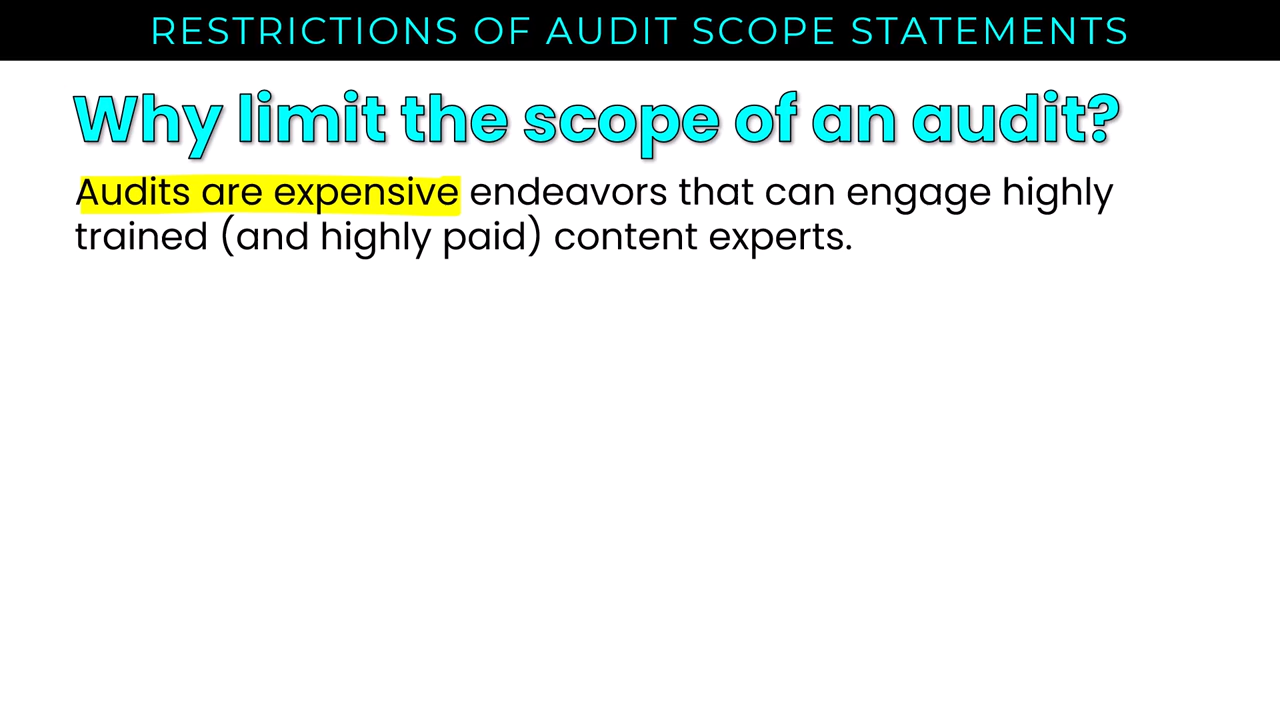 RESTRICTIONS OF AUDIT SCOPE STATEMENTS
Why limit the scope of an audit?
Audits are expensive endeavors that can engage highly
trained (and highly paid) content experts.